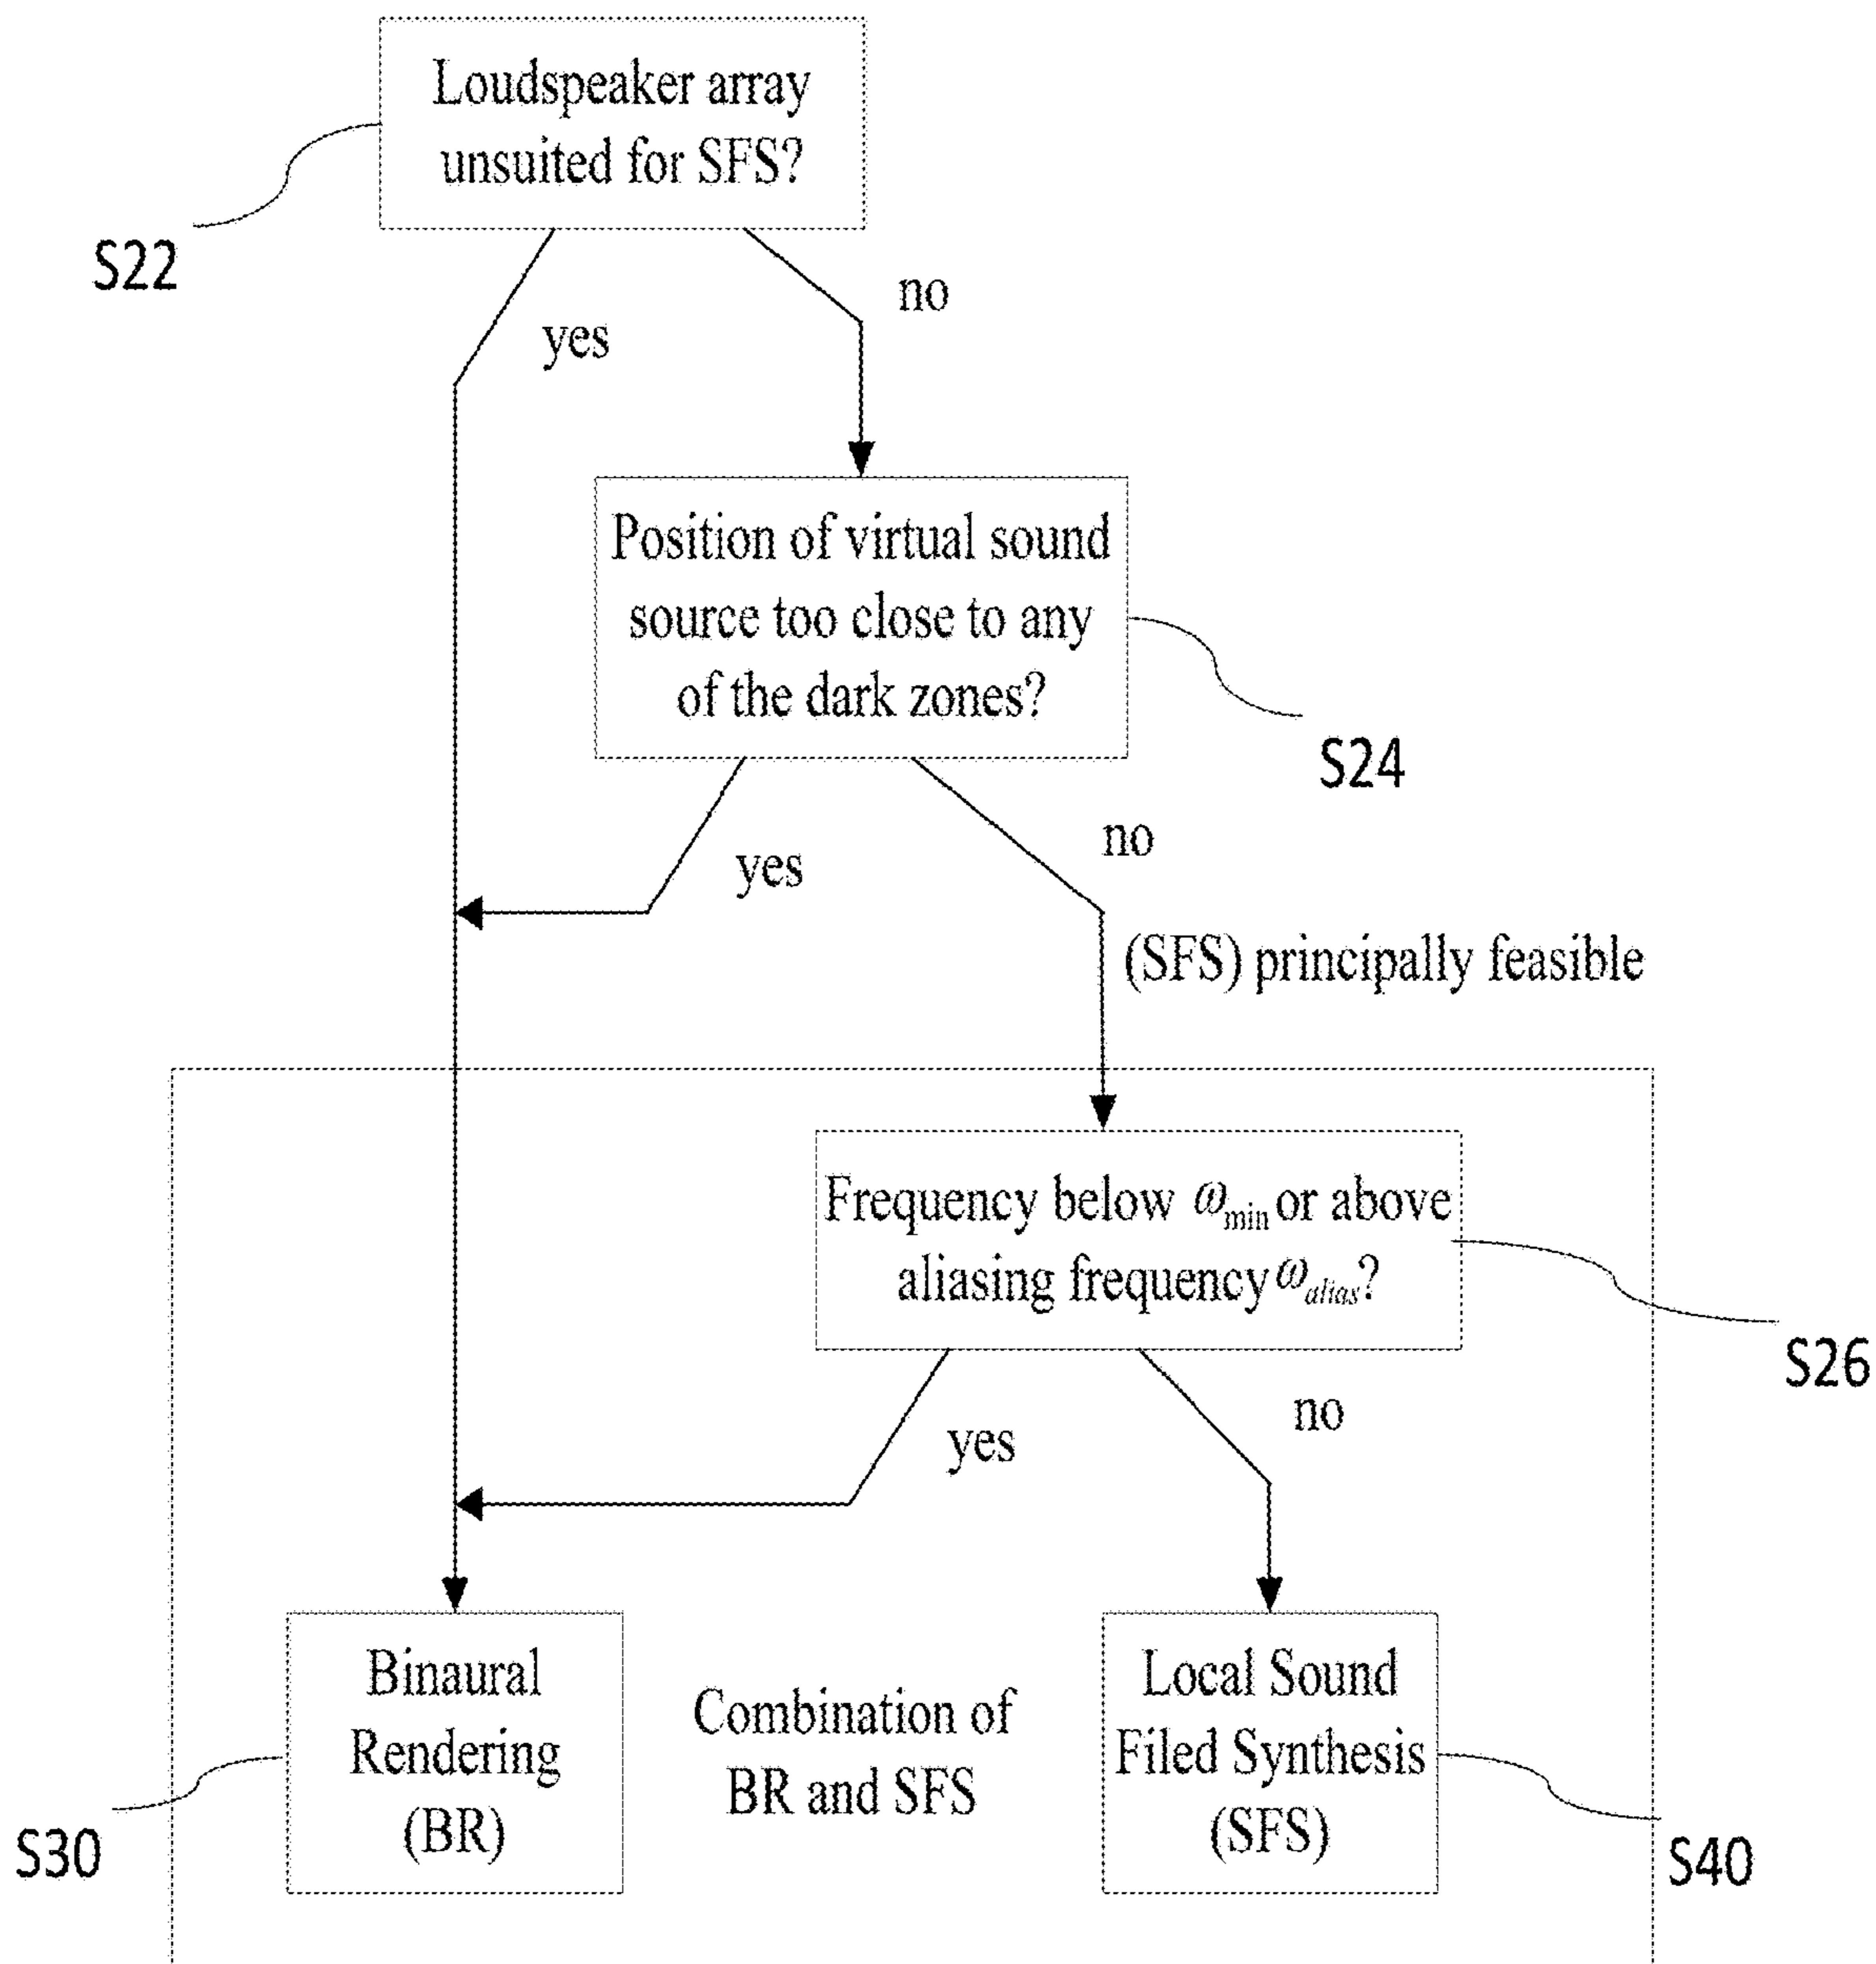 Loudspeaker array
unsuited for SFS?
S22
no
yes
Position of virtual sound
source too close to any
of the dark zones?
S24
no
yes
(SFS) principally feasible
Frequency below ωmin or above
aliasing frequency ωalias?
S26
no
yes
Binaural
Rendering
(BR)
S30
Combination of
BR and SFS
Local Sound
Filed Synthesis
(SFS)
S40